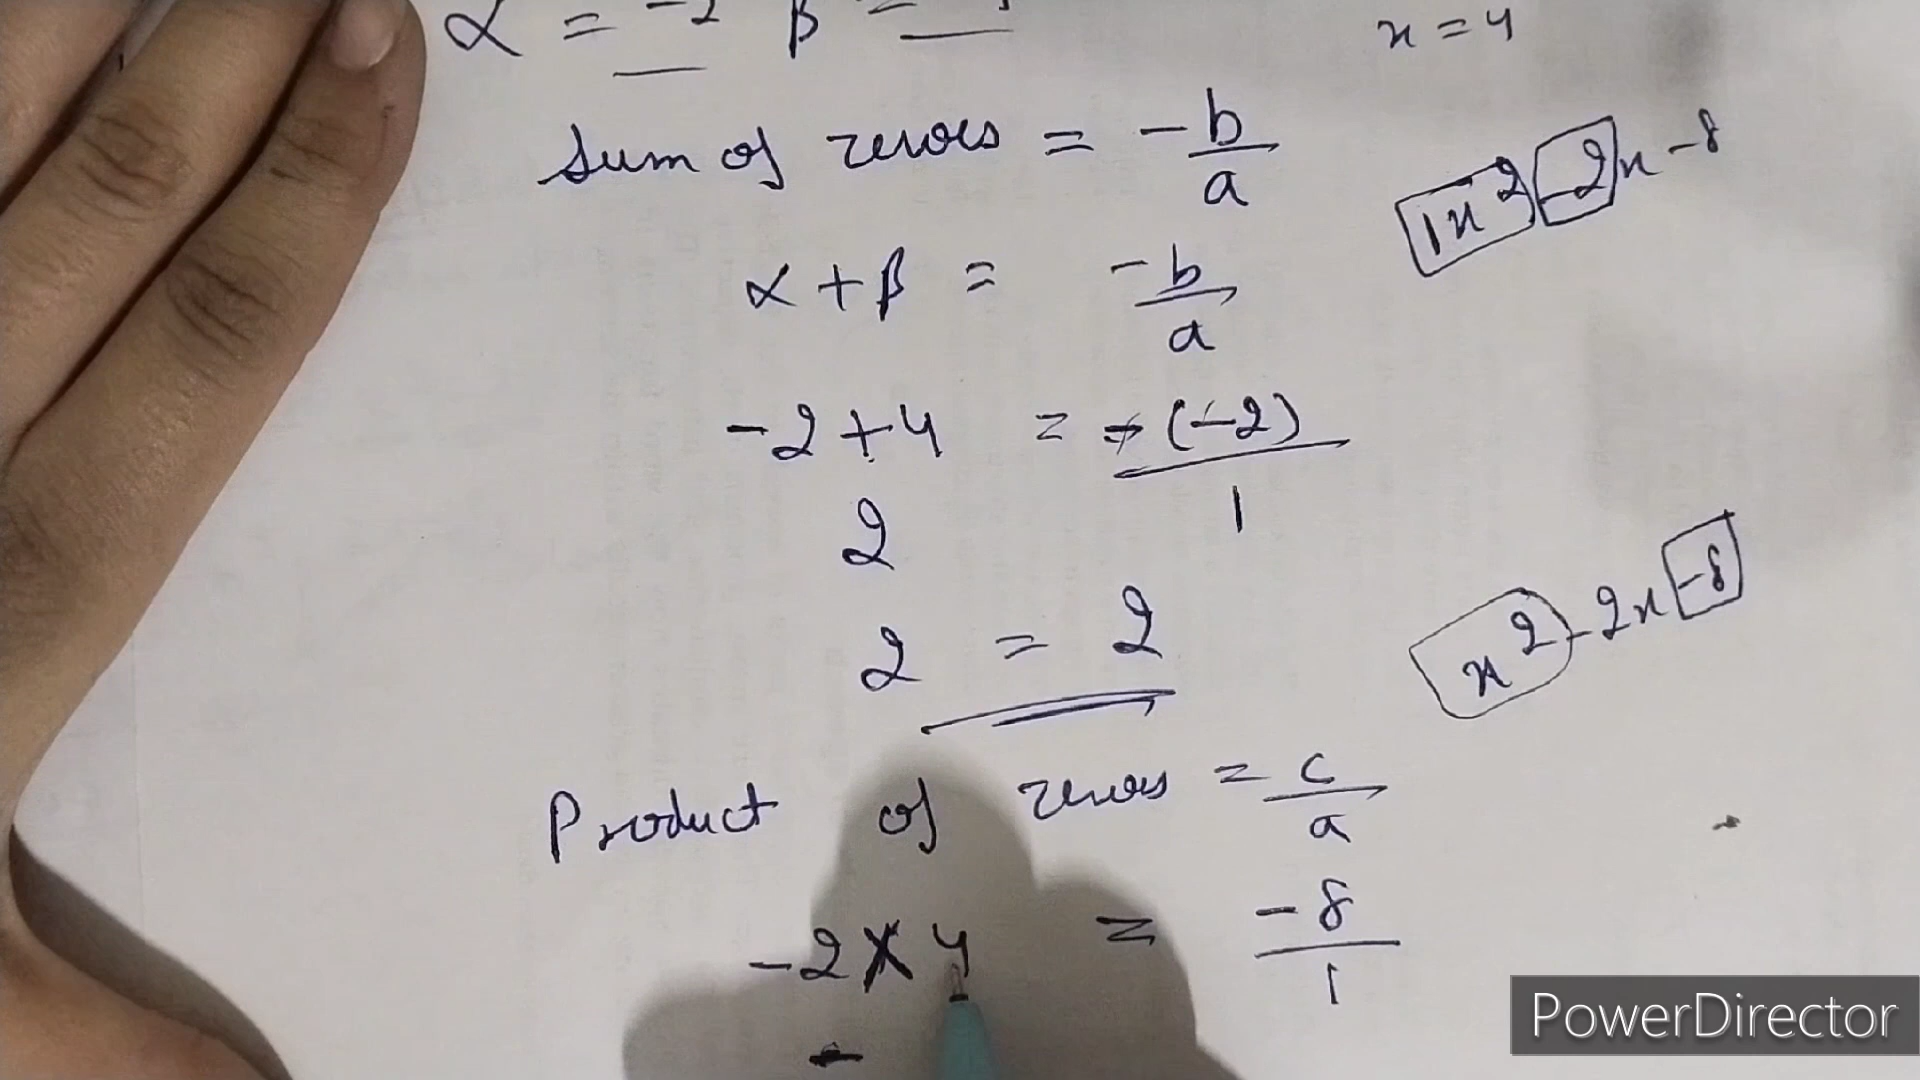 α = -2 β =
x = 4
Sum of zeroes = -b/a
1x² -2x -8
α + β = -b/a
-2+4 = -(-2)/1
2
2 = 2
x² - 2x -8
Product of zeroes = c/a
-2 × 4 = -8/1
-
PowerDirector